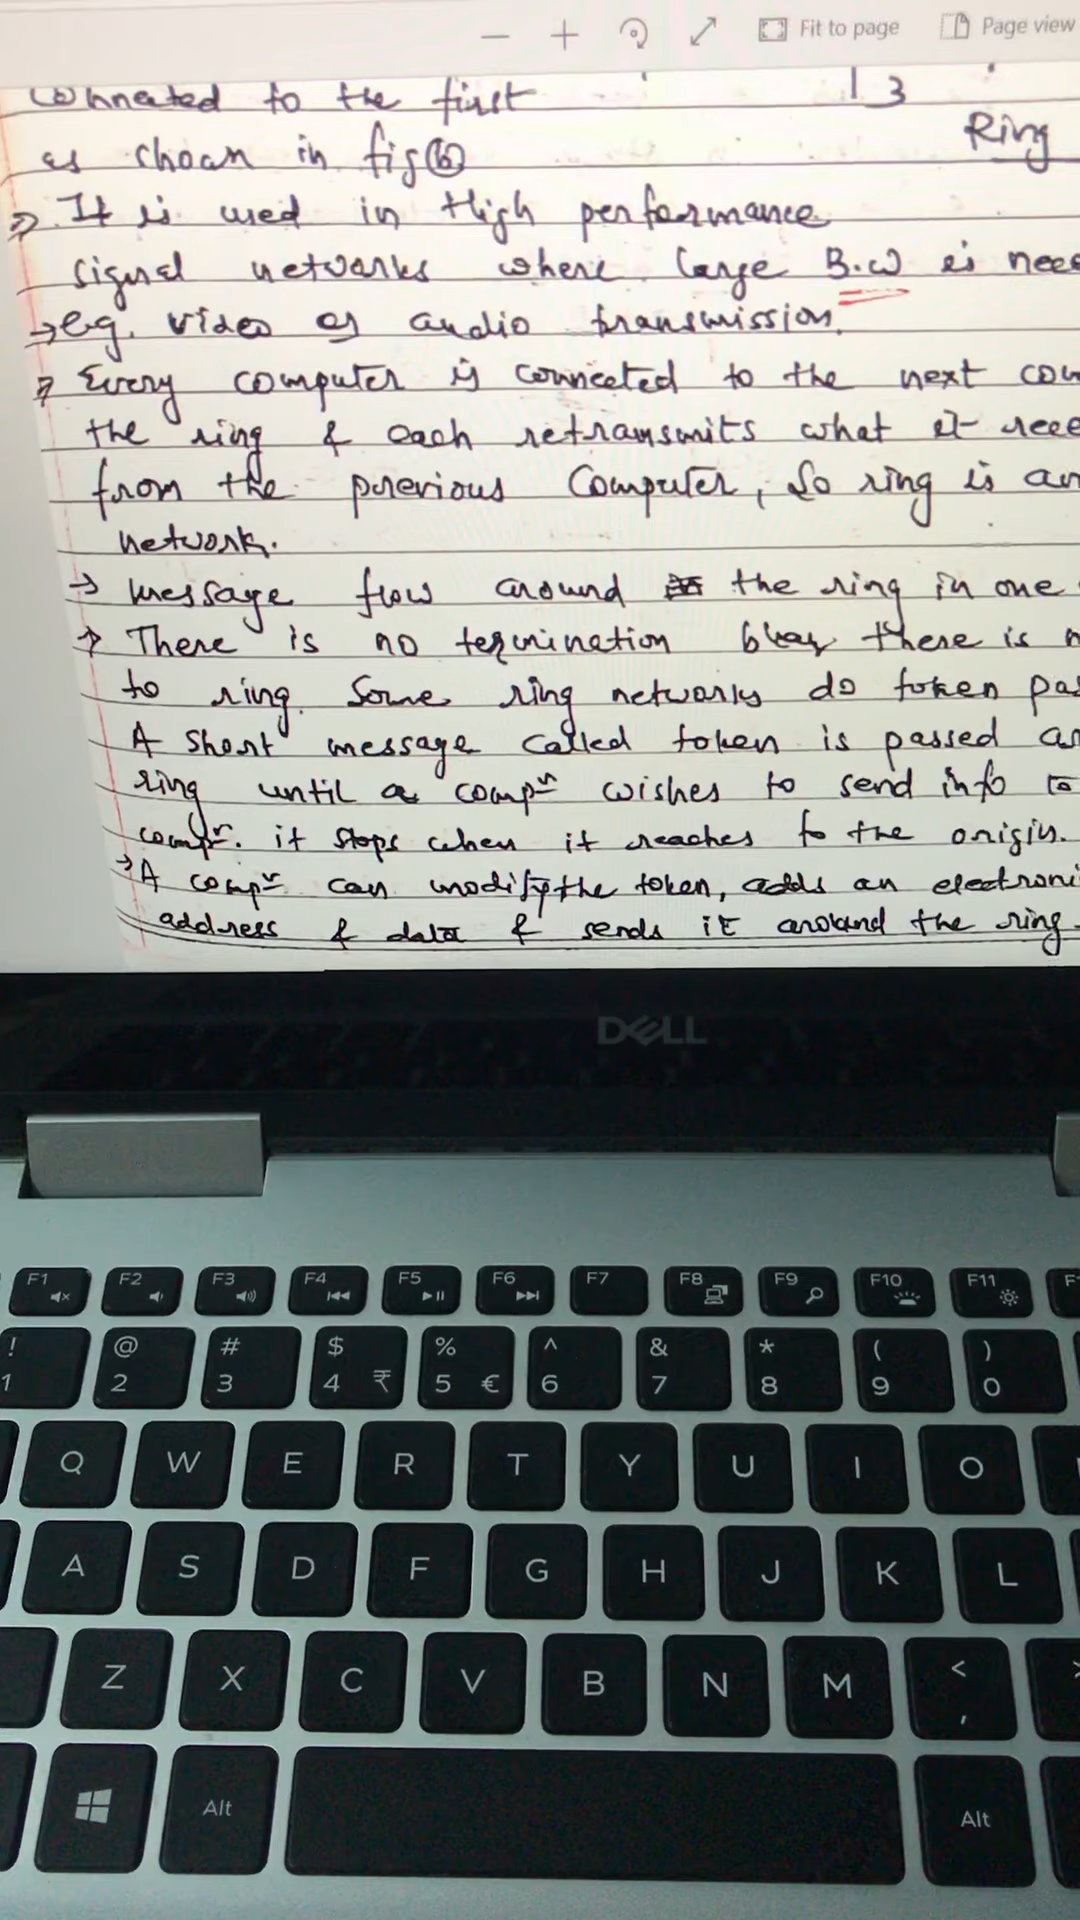 Fit to page Page view
connected to the first 1 3
Ring
as shown in fig (b)
→ It is used in High performance
signal networks where large B.W is nee
→ eg. video or audio transmission.
→ Every computer is connected to the next com
the ring & each retransmits what it rece
from the previous Computer, So ring is an
network.
→ message flow around the ring in one
→ There is no termination bcoz there is n
to ring. Some ring networks do token pas
A short message called token is passed ar
ring until a compr wishes to send info to
compr. it stops when it reaches to the origin.
→ A compr can modify the token, adds an electroni
address & data & sends it around the ring.
DELL
F1 F2 F3 F4 F5 F6 F7 F8 F9 F10 F11 F
! @ # $ % ^ & * ( )
1 2 3 4 ₹ 5 € 6 7 8 9 0
Q W E R T Y U I O
A S D F G H J K L
Z X C V B N M < ,
Alt Alt